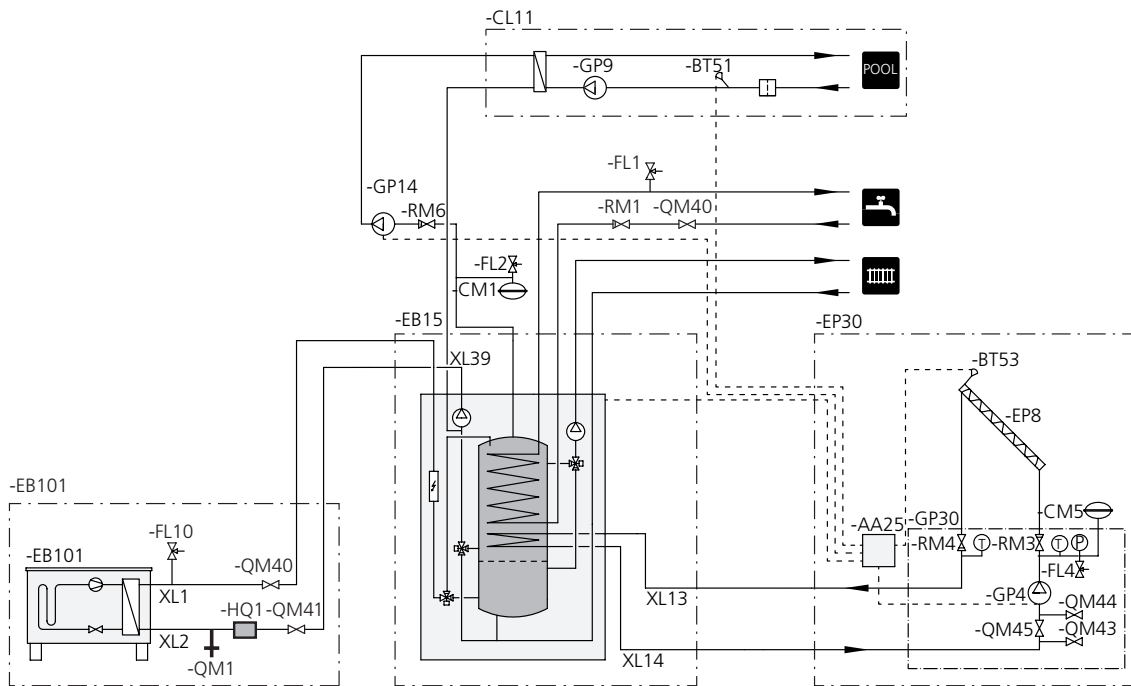 -CL11
-GP9
-BT51
POOL
-FL1
-GP14
-RM6
-RM1
-QM40
-FL2
-CM1
-EB15
-EP30
XL39
-BT53
-EP8
-EB101
-CM5
-GP30
-AA25
-FL10
-RM4
T
-RM3
T
P
-EB101
-QM40
-FL4
XL1
XL13
-GP4
-HQ1
-QM41
-QM44
XL2
-QM45
-QM43
-QM1
XL14